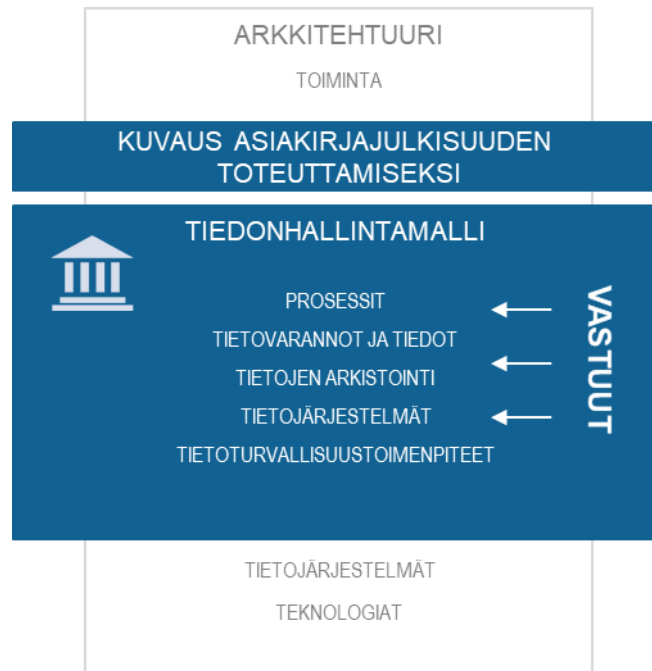 ARKKITEHTUURI
TOIMINTA
KUVAUS ASIAKIRJAJULKISUUDEN
TOTEUTTAMISEKSI
TIEDONHALLINTAMALLI
PROSESSIT
TIETOVARANNOT JA TIEDOT
TIETOJEN ARKISTOINTI
TIETOJÄRJESTELMÄT
TIETOTURVALLISUUSTOIMENPITEET
VASTUUT
TIETOJÄRJESTELMÄT
TEKNOLOGIAT